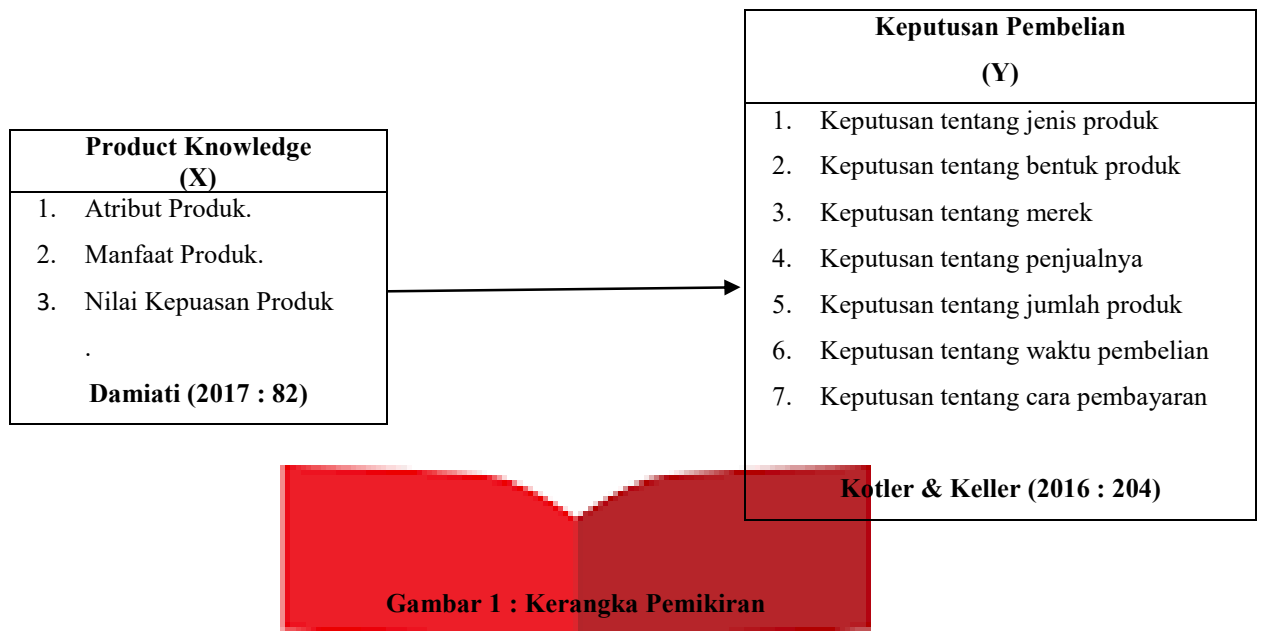 Product Knowledge
(X)
1. Atribut Produk.
2. Manfaat Produk.
3. Nilai Kepuasan Produk
.
Damiati (2017 : 82)
Keputusan Pembelian
(Y)
1. Keputusan tentang jenis produk
2. Keputusan tentang bentuk produk
3. Keputusan tentang merek
4. Keputusan tentang penjualnya
5. Keputusan tentang jumlah produk
6. Keputusan tentang waktu pembelian
7. Keputusan tentang cara pembayaran
Kotler & Keller (2016 : 204)
Gambar 1 : Kerangka Pemikiran